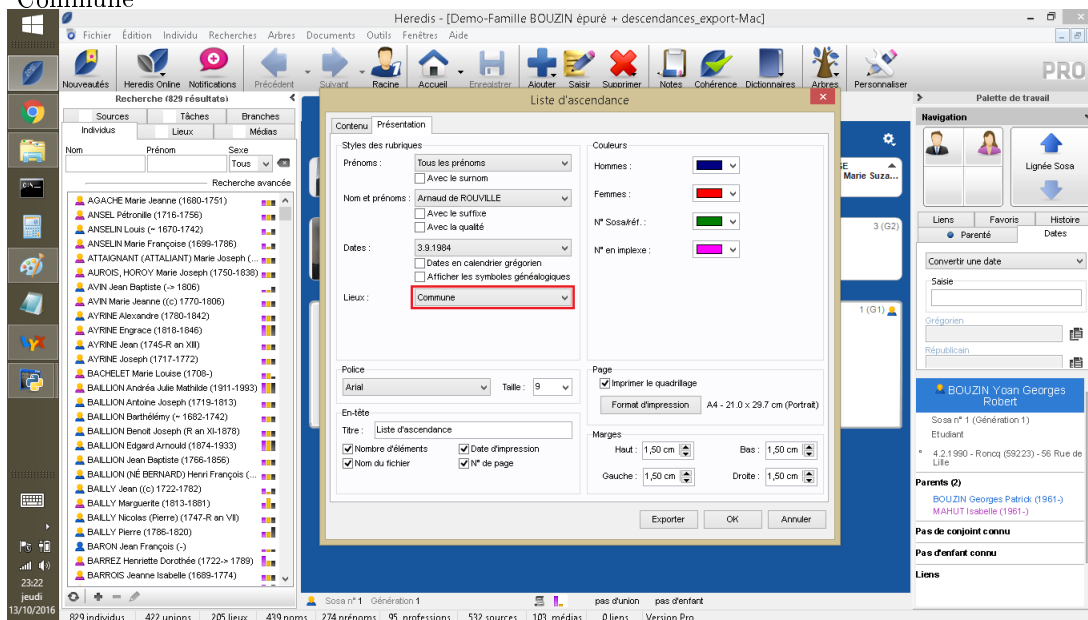 Commune
Heredis - [Demo-Famille BOUZIN épuré + descendances_export-Mac]
Fichier Édition Individu Recherches Arbres Documents Outils Fenêtres Aide
Nouveautés Heredis Online Notifications Précédent Suivant Racine Accueil Enregistrer Ajouter Saisir Supprimer Notes Cohérence Dictionnaires Arbres Personnaliser
PRO
Recherche (829 résultats)
Sources Tâches Branches
Individus Lieux Médias
Nom Prénom Sexe
Tous
Recherche avancée
AGACHE Marie Jeanne (1680-1751)
ANSEL Pétronille (1716-1756)
ANSELIN Louis (~ 1670-1742)
ANSELIN Marie Françoise (1699-1786)
ATTAIGNANT (ATTALIANT) Marie Joseph (...
AUROIS, HOROY Marie Joseph (1750-1838)
AVIN Jean Baptiste (-> 1806)
AVIN Marie Jeanne ((c) 1770-1806)
AYRINE Alexandre (1780-1842)
AYRINE Engrace (1818-1846)
AYRINE Jean (1745-R an XII)
AYRINE Joseph (1717-1772)
BACHELET Marie Louise (1708-)
BAILLION Andréa Julie Mathilde (1911-1993)
BAILLION Antoine Joseph (1719-1813)
BAILLION Barthélémy (~ 1682-1742)
BAILLION Benoit Joseph (R an XI-1878)
BAILLION Edgard Arnould (1874-1933)
BAILLION Jean Baptiste (1766-1856)
BAILLION (NÉ BERNARD) Henri François (...
BAILLY Jean ((c) 1722-1782)
BAILLY Marguerite (1813-1881)
BAILLY Nicolas (Pierre) (1747-R an VII)
BAILLY Pierre (1786-1820)
BARON Jean François (-)
BARREZ Henriette Dorothée (1722-> 1789)
BARROIS Jeanne Isabelle (1689-1774)
Liste d'ascendance
Contenu Présentation
Styles des rubriques
Prénoms : Tous les prénoms
Avec le surnom
Nom et prénoms : Arnaud de ROUVILLE
Avec le suffixe
Avec la qualité
Dates : 3.9.1984
Dates en calendrier grégorien
Afficher les symboles généalogiques
Lieux : Commune
Couleurs
Hommes :
Femmes :
N° Sosa/réf. :
N° en implexe :
Police
Arial Taille : 9
En-tête
Titre : Liste d'ascendance
Nombre d'éléments Date d'impression
Nom du fichier N° de page
Page
Imprimer le quadrillage
Format d'impression A4 - 21.0 x 29.7 cm (Portrait)
Marges
Haut : 1,50 cm Bas : 1,50 cm
Gauche : 1,50 cm Droite : 1,50 cm
Exporter OK Annuler
Marie Suza...
3 (G2)
1 (G1)
Palette de travail
Navigation
Lignée Sosa
Liens Favoris Histoire
Parenté Dates
Convertir une date
Saisie
Grégorien
Républicain
BOUZIN Yoan Georges Robert
Sosa n° 1 (Génération 1)
Etudiant
° 4.2.1990 - Roncq (59223) - 56 Rue de Lille
Parents (2)
BOUZIN Georges Patrick (1961-)
MAHUT Isabelle (1961-)
Pas de conjoint connu
Pas d'enfant connu
Liens
Sosa n° 1 Génération 1 pas d'union pas d'enfant
829 individus 422 unions 205 lieux 439 noms 274 prénoms 95 professions 532 sources 103 médias 0 liens Version Pro
23:22
jeudi
13/10/2016